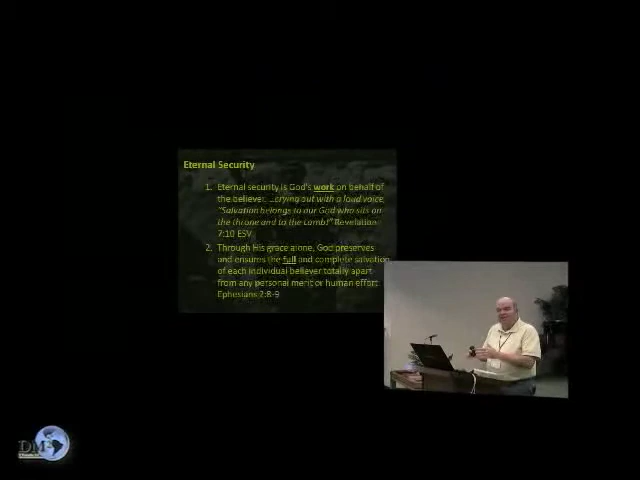 Eternal Security
1. Eternal security is God's work on behalf of
the believer. ...crying out with a loud voice,
"Salvation belongs to our God who sits on
the throne and to the Lamb!" Revelation
7:10 ESV
2. Through His grace alone, God preserves
and ensures the full and complete salvation
of each individual believer totally apart
from any personal merit or human effort
Ephesians 2:8-9
DM2